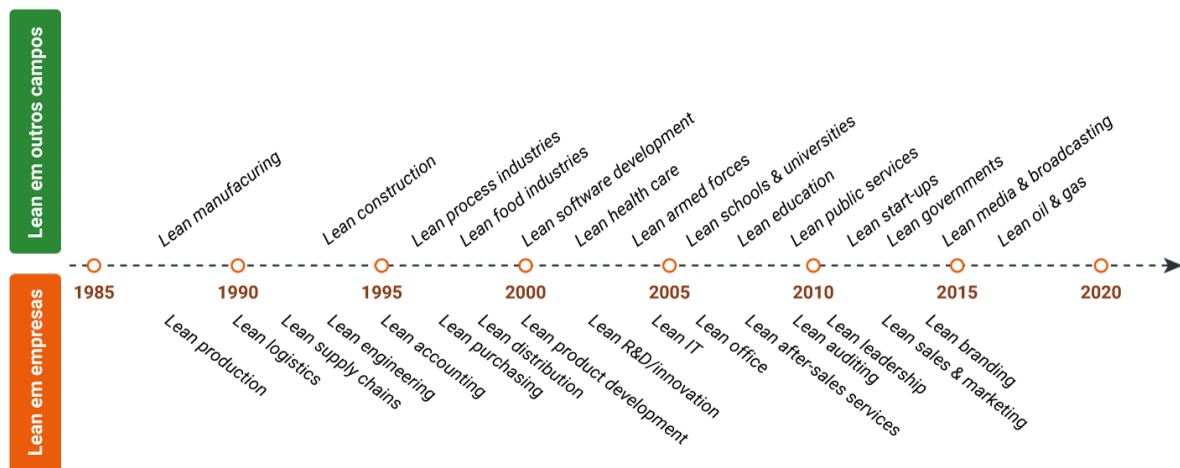 Lean em outros campos
Lean manufacuring
Lean construction
Lean process industries
Lean food industries
Lean software development
Lean health care
Lean armed forces
Lean schools & universities
Lean education
Lean public services
Lean start-ups
Lean governments
Lean media & broadcasting
Lean oil & gas
1985
1990
1995
2000
2005
2010
2015
2020
Lean em empresas
Lean production
Lean logistics
Lean supply chains
Lean engineering
Lean accounting
Lean purchasing
Lean distribution
Lean product development
Lean R&D/innovation
Lean IT
Lean office
Lean after-sales services
Lean auditing
Lean leadership
Lean sales & marketing
Lean branding